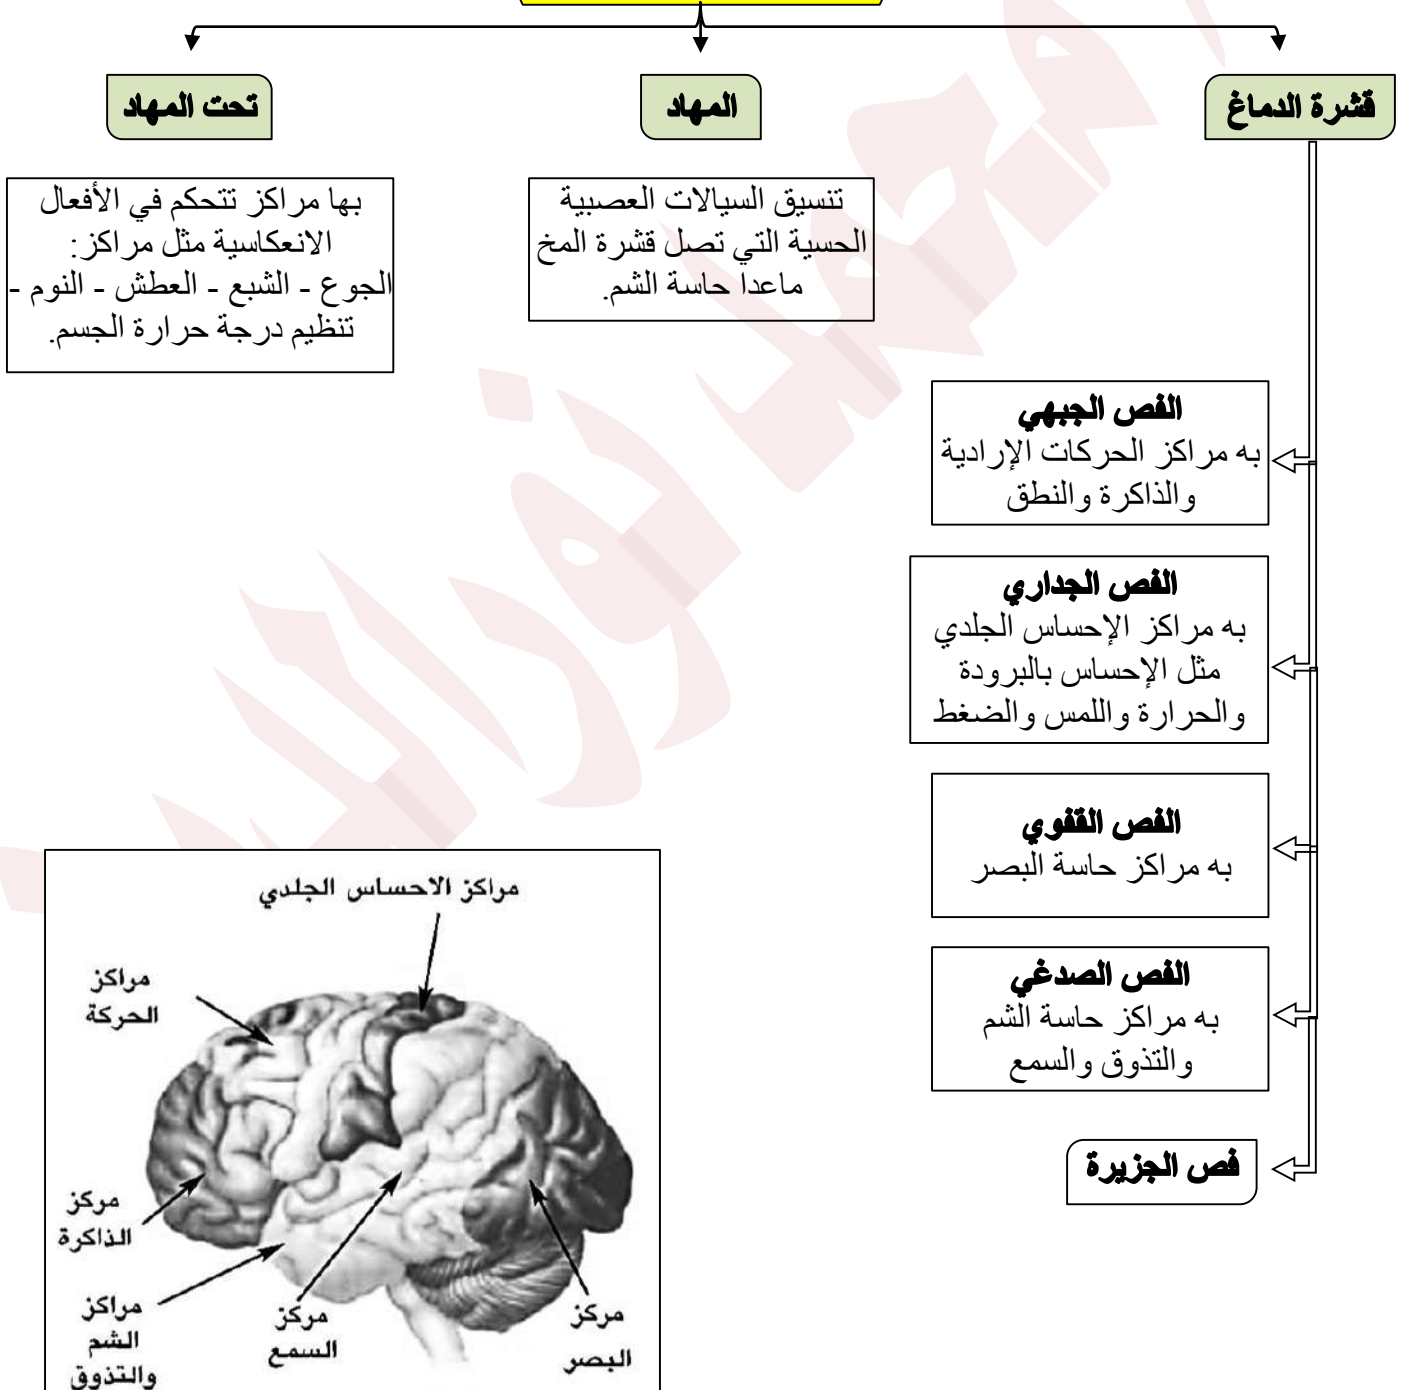 قشرة الدماغ
المهاد
تحت المهاد
تنسيق السيالات العصبية
الحسية التي تصل قشرة المخ
ماعدا حاسة الشم.
بها مراكز تتحكم في الأفعال
الانعكاسية مثل مراكز:
الجوع - الشبع - العطش - النوم -
تنظيم درجة حرارة الجسم.
الفص الجبهي
به مراكز الحركات الإرادية
والذاكرة والنطق
الفص الجداري
به مراكز الإحساس الجلدي
مثل الإحساس بالبرودة
والحرارة واللمس والضغط
الفص القفوي
به مراكز حاسة البصر
الفص الصدغي
به مراكز حاسة الشم
والتذوق والسمع
فص الجزيرة
مراكز الاحساس الجلدي
مراكز
الحركة
مركز
الذاكرة
مراكز
الشم
والتذوق
مركز
السمع
مركز
البصر